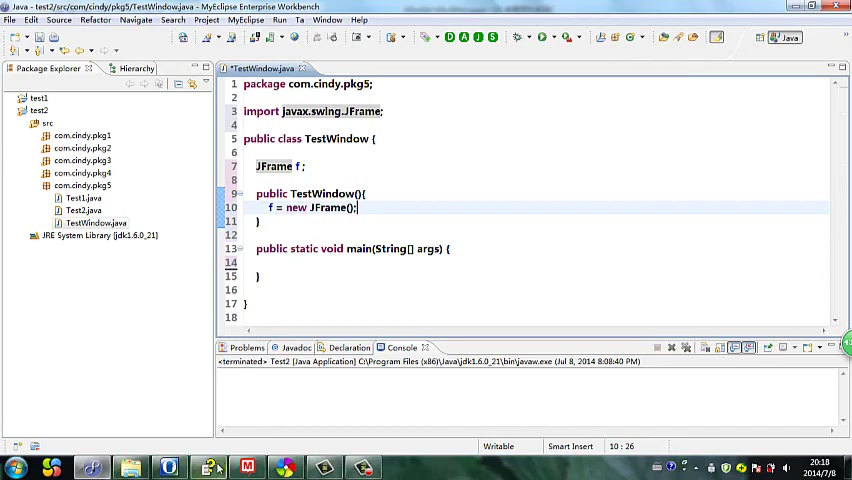 Java - test2/src/com/cindy/pkg5/TestWindow.java - MyEclipse Enterprise Workbench
File Edit Source Refactor Navigate Search Project MyEclipse Run Tools Window Help
Java
Package Explorer Hierarchy
*TestWindow.java
test1
test2
src
com.cindy.pkg1
com.cindy.pkg2
com.cindy.pkg3
com.cindy.pkg4
com.cindy.pkg5
Test1.java
Test2.java
TestWindow.java
JRE System Library [jdk1.6.0_21]
1 package com.cindy.pkg5;
2
3 import javax.swing.JFrame;
4
5 public class TestWindow {
6
7 JFrame f ;
8
9 public TestWindow(){
10 f = new JFrame();
11 }
12
13 public static void main(String[] args) {
14
15 }
16
17 }
18
Problems Javadoc Declaration Console
<terminated> Test2 [Java Application] C:\Program Files (x86)\Java\jdk1.6.0_21\bin\javaw.exe (Jul 8, 2014 8:08:40 PM)
Writable Smart Insert 10 : 26
20:18
2014/7/8